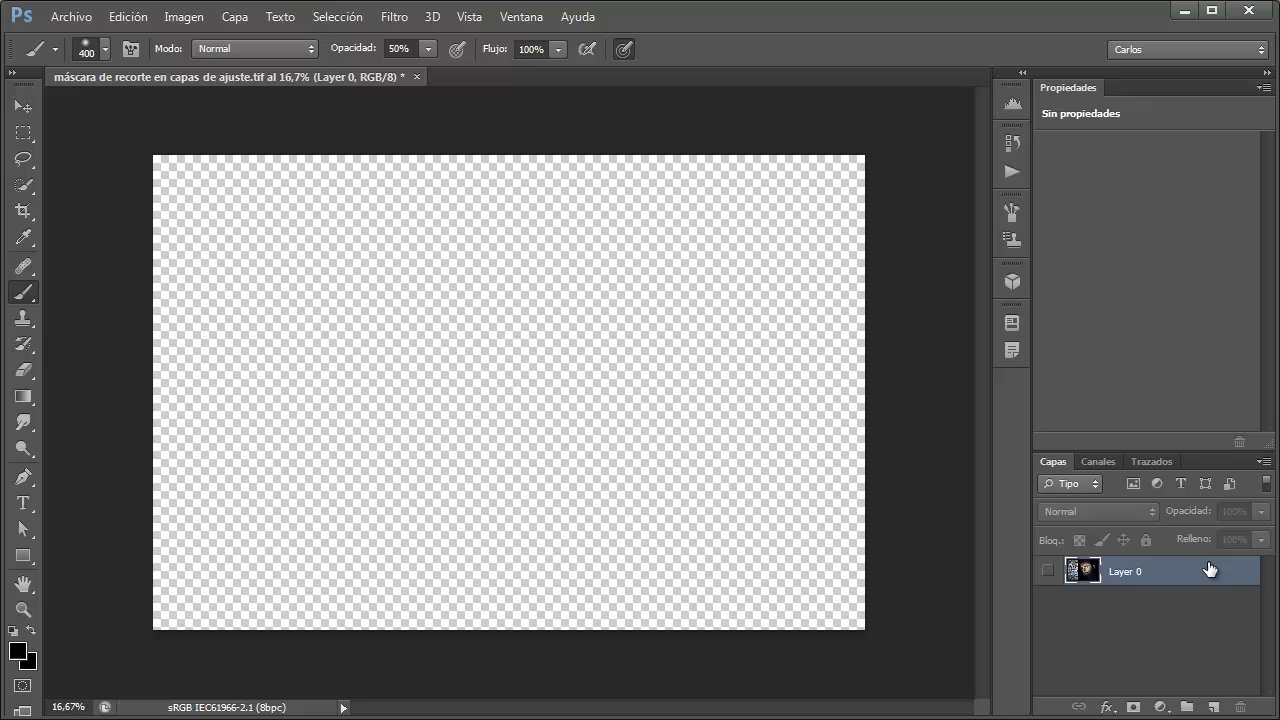 Ps Archivo Edición Imagen Capa Texto Selección Filtro 3D Vista Ventana Ayuda
400 Modo: Normal Opacidad: 50% Flujo: 100% Carlos
máscara de recorte en capas de ajuste.tif al 16,7% (Layer 0, RGB/8) *
Propiedades
Sin propiedades
Capas Canales Trazados
Tipo
Normal Opacidad: 100%
Bloq.: Relleno: 100%
Layer 0
16,67% sRGB IEC61966-2.1 (8bpc)